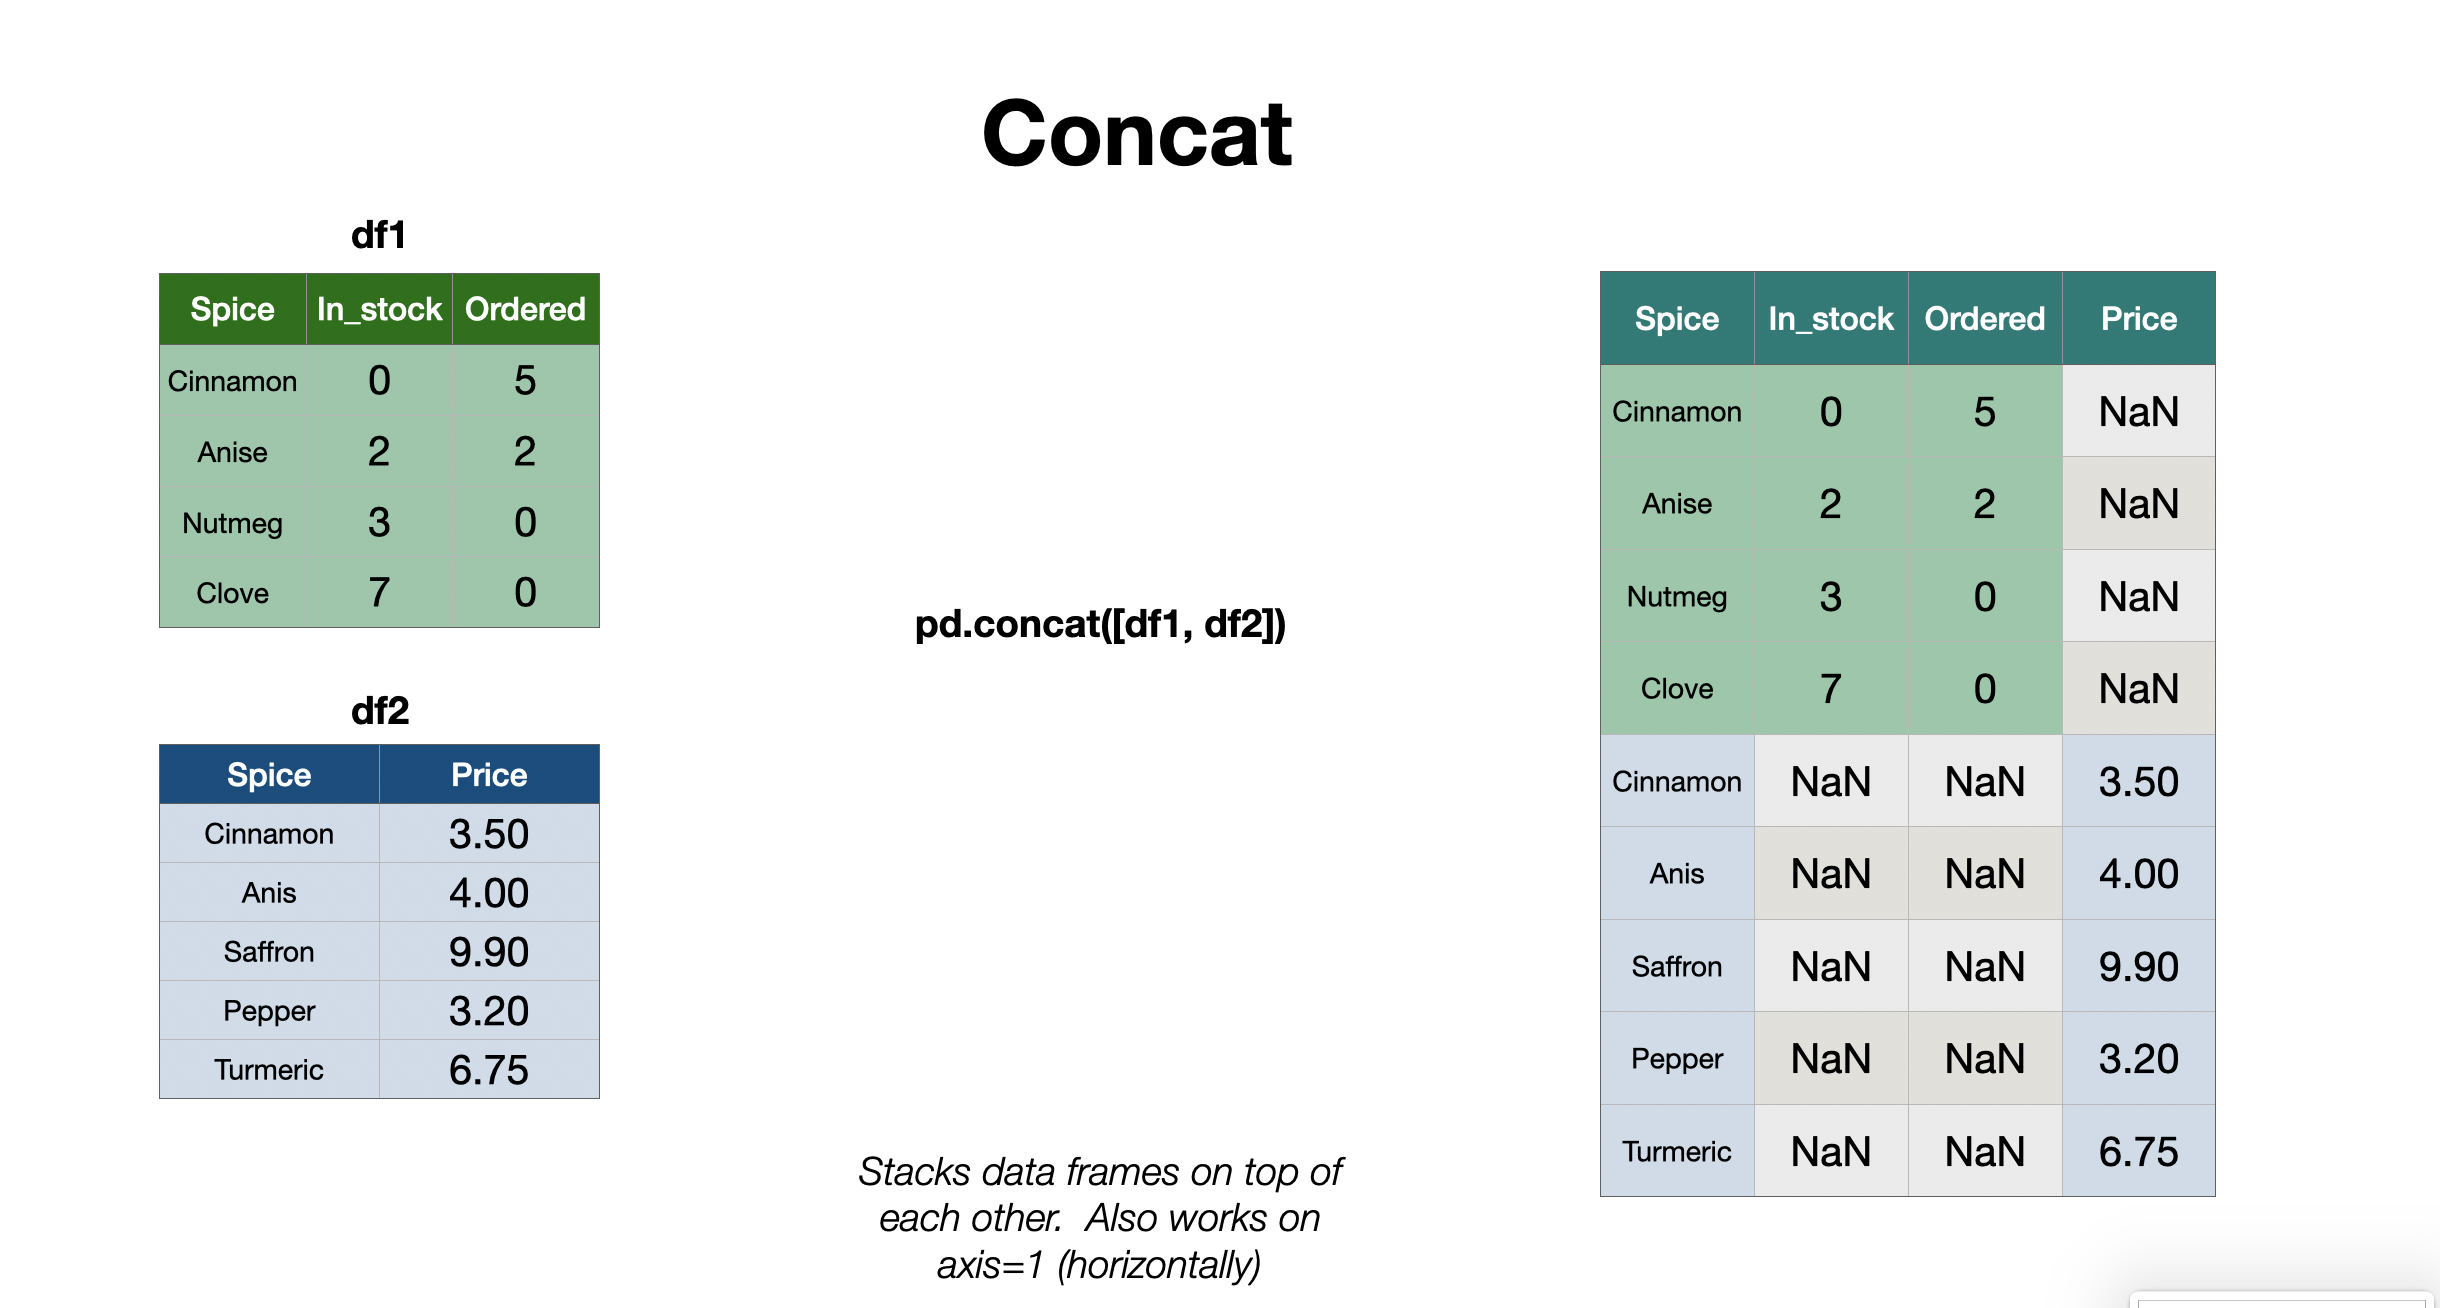 Concat
df1
Spice In_stock Ordered
Cinnamon 0 5
Anise 2 2
Nutmeg 3 0
Clove 7 0
df2
Spice Price
Cinnamon 3.50
Anis 4.00
Saffron 9.90
Pepper 3.20
Turmeric 6.75
pd.concat([df1, df2])
Stacks data frames on top of
each other. Also works on
axis=1 (horizontally)
Spice In_stock Ordered Price
Cinnamon 0 5 NaN
Anise 2 2 NaN
Nutmeg 3 0 NaN
Clove 7 0 NaN
Cinnamon NaN NaN 3.50
Anis NaN NaN 4.00
Saffron NaN NaN 9.90
Pepper NaN NaN 3.20
Turmeric NaN NaN 6.75